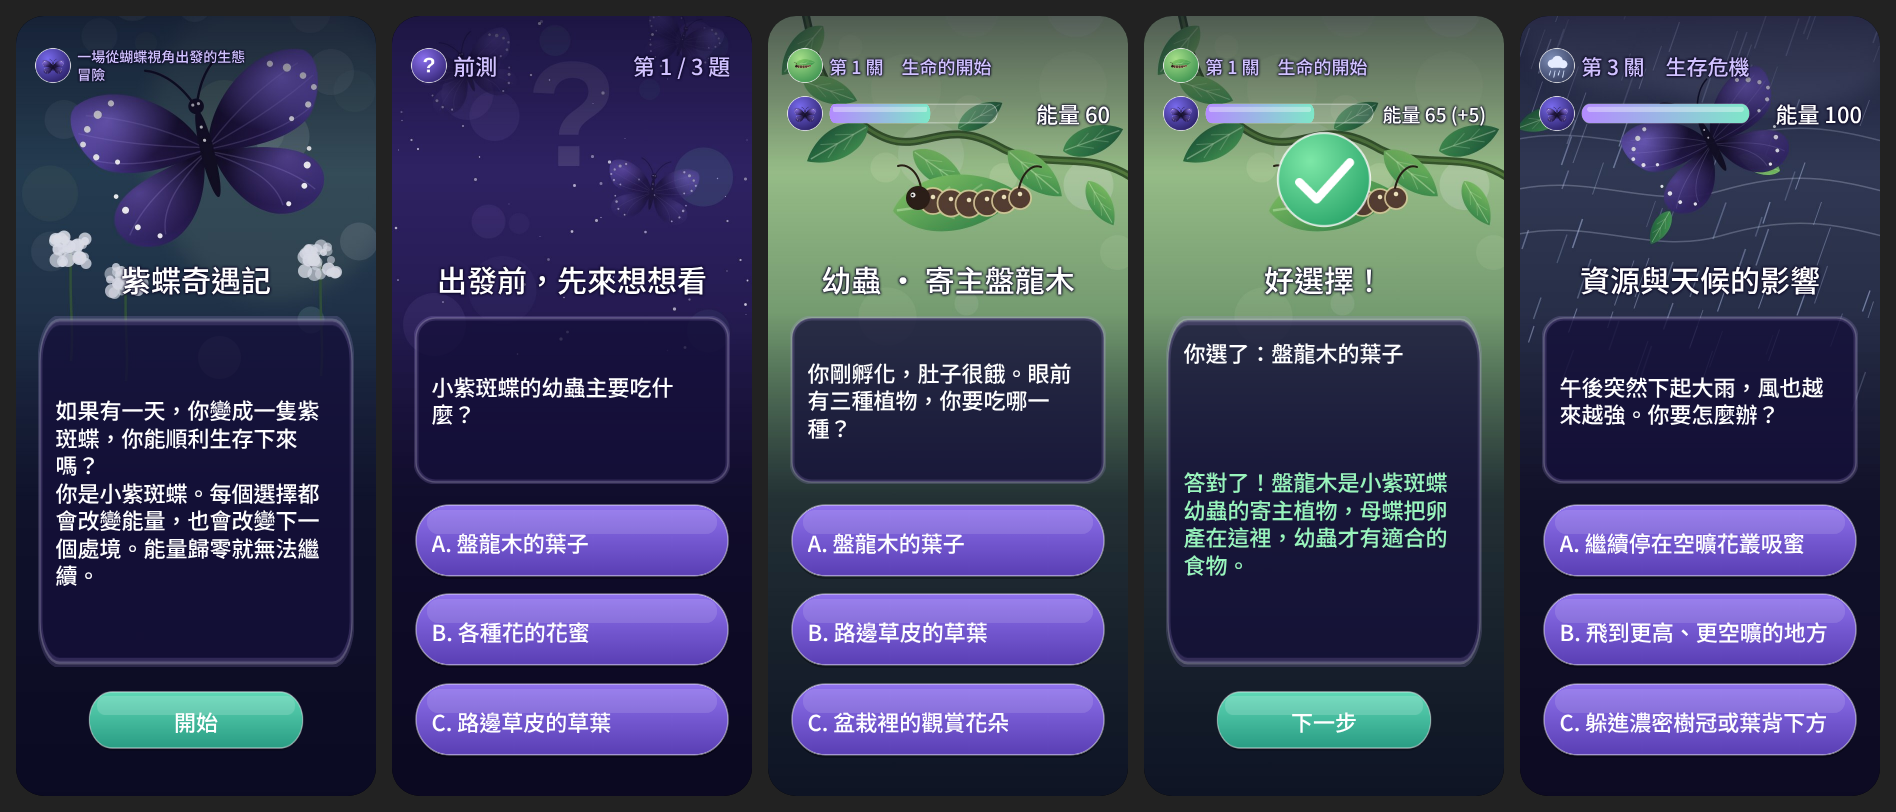 一場從蝴蝶視角出發的生態
冒險
紫蝶奇遇記
如果有一天，你變成一隻紫
斑蝶，你能順利生存下來
嗎？
你是小紫斑蝶。每個選擇都
會改變能量，也會改變下一
個處境。能量歸零就無法繼
續。
開始
? 前測
第 1 / 3 題
?
出發前，先來想想看
小紫斑蝶的幼蟲主要吃什
麼？
A. 盤龍木的葉子
B. 各種花的花蜜
C. 路邊草皮的草葉
第 1 關 生命的開始
能量 60
幼蟲 · 寄主盤龍木
你剛孵化，肚子很餓。眼前
有三種植物，你要吃哪一
種？
A. 盤龍木的葉子
B. 路邊草皮的草葉
C. 盆栽裡的觀賞花朵
第 1 關 生命的開始
能量 65 (+5)
好選擇！
你選了：盤龍木的葉子
答對了！盤龍木是小紫斑蝶
幼蟲的寄主植物，母蝶把卵
產在這裡，幼蟲才有適合的
食物。
下一步
第 3 關 生存危機
能量 100
資源與天候的影響
午後突然下起大雨，風也越
來越強。你要怎麼辦？
A. 繼續停在空曠花叢吸蜜
B. 飛到更高、更空曠的地方
C. 躲進濃密樹冠或葉背下方